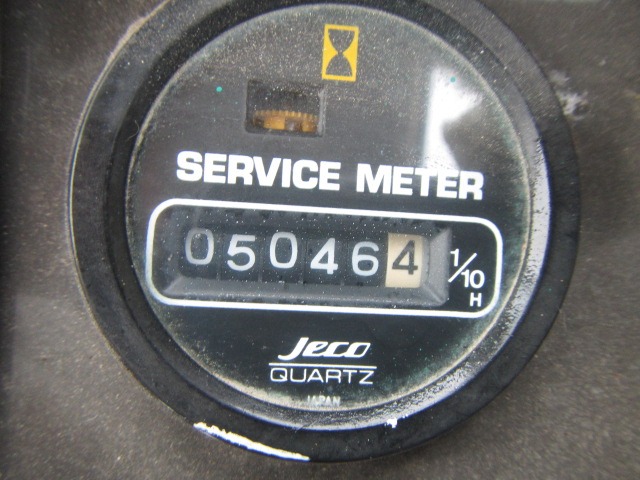 SERVICE METER
050464 1/10 H
Jeco
QUARTZ
JAPAN